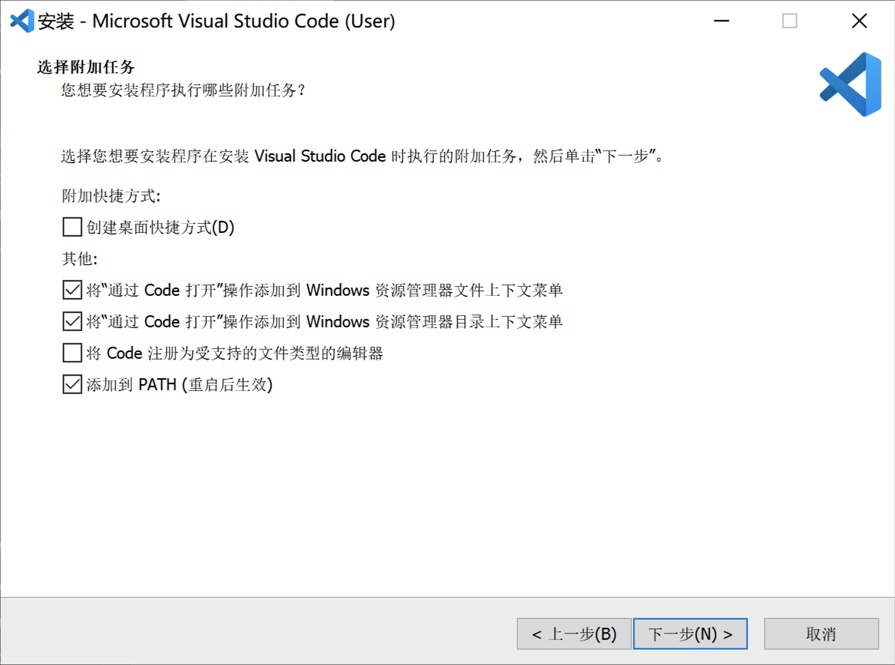 安装 - Microsoft Visual Studio Code (User)
选择附加任务
您想要安装程序执行哪些附加任务？
选择您想要安装程序在安装 Visual Studio Code 时执行的附加任务，然后单击“下一步”。
附加快捷方式:
创建桌面快捷方式(D)
其他:
将“通过 Code 打开”操作添加到 Windows 资源管理器文件上下文菜单
将“通过 Code 打开”操作添加到 Windows 资源管理器目录上下文菜单
将 Code 注册为受支持的文件类型的编辑器
添加到 PATH (重启后生效)
< 上一步(B) 下一步(N) > 取消